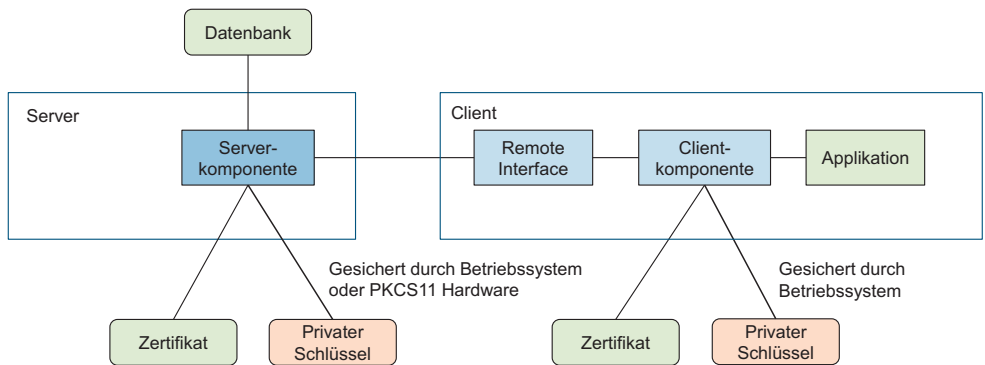 Datenbank
Server
Server-
komponente
Client
Remote
Interface
Client-
komponente
Applikation
Gesichert durch Betriebssystem
oder PKCS11 Hardware
Gesichert durch
Betriebssystem
Zertifikat
Privater
Schlüssel
Zertifikat
Privater
Schlüssel